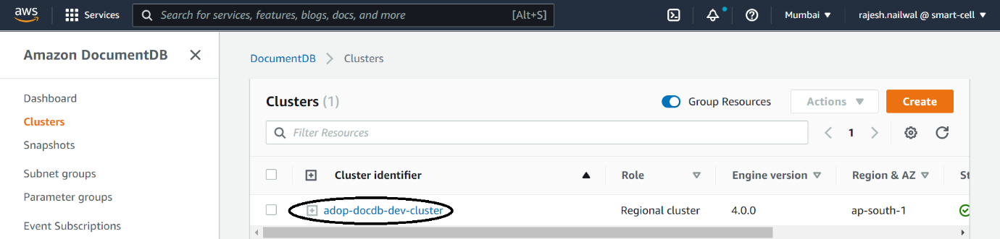 aws Services Search for services, features, blogs, docs, and more [Alt+S] Mumbai rajesh.nailwal @ smart-cell
Amazon DocumentDB
Dashboard
Clusters
Snapshots
Subnet groups
Parameter groups
Event Subscriptions
DocumentDB Clusters
Clusters (1) Group Resources Actions Create
Filter Resources 1
Cluster identifier Role Engine version Region & AZ St
adop-docdb-dev-cluster Regional cluster 4.0.0 ap-south-1